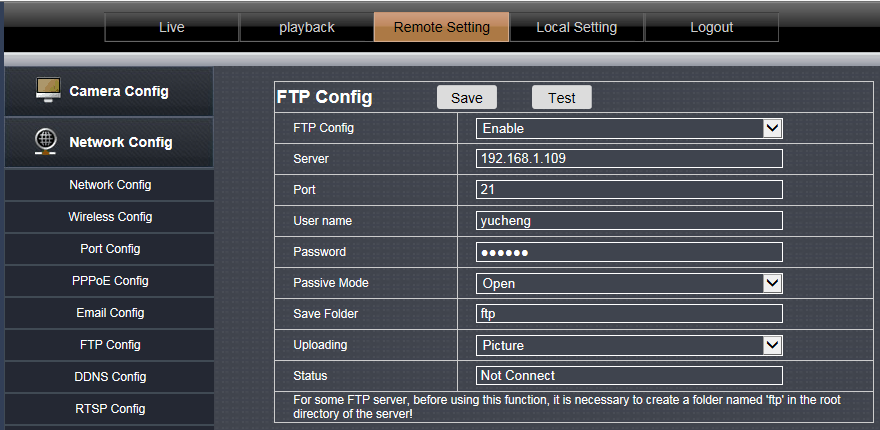 Live playback Remote Setting Local Setting Logout
Camera Config
Network Config
Network Config
Wireless Config
Port Config
PPPoE Config
Email Config
FTP Config
DDNS Config
RTSP Config
FTP Config Save Test
FTP Config Enable
Server 192.168.1.109
Port 21
User name yucheng
Password ●●●●●●
Passive Mode Open
Save Folder ftp
Uploading Picture
Status Not Connect
For some FTP server, before using this function, it is necessary to create a folder named 'ftp' in the root
directory of the server!